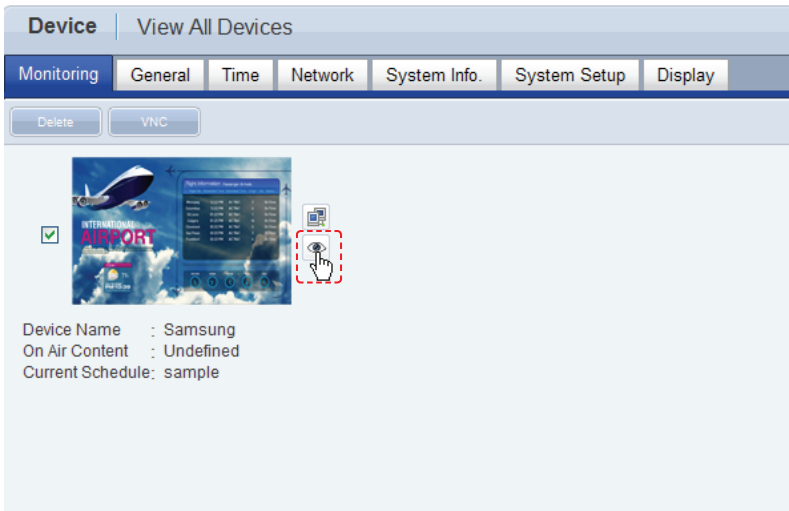 Device View All Devices
Monitoring General Time Network System Info. System Setup Display
Delete VNC
INTERNATIONAL
AIRPORT
Device Name : Samsung
On Air Content : Undefined
Current Schedule: sample